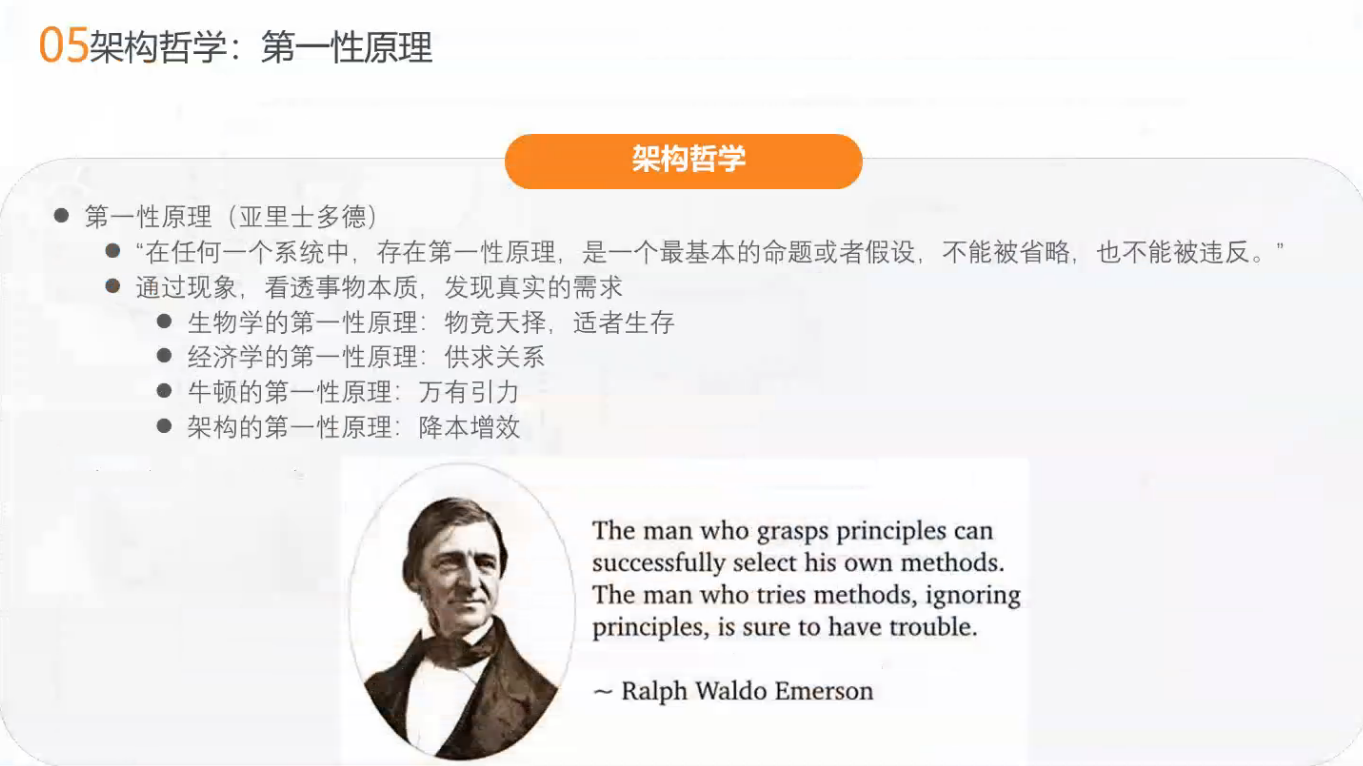 05架构哲学：第一性原理
架构哲学
第一性原理（亚里士多德）
“在任何一个系统中，存在第一性原理，是一个最基本的命题或者假设，不能被省略，也不能被违反。”
通过现象，看透事物本质，发现真实的需求
生物学的第一性原理：物竞天择，适者生存
经济学的第一性原理：供求关系
牛顿的第一性原理：万有引力
架构的第一性原理：降本增效
The man who grasps principles can
successfully select his own methods.
The man who tries methods, ignoring
principles, is sure to have trouble.
~ Ralph Waldo Emerson